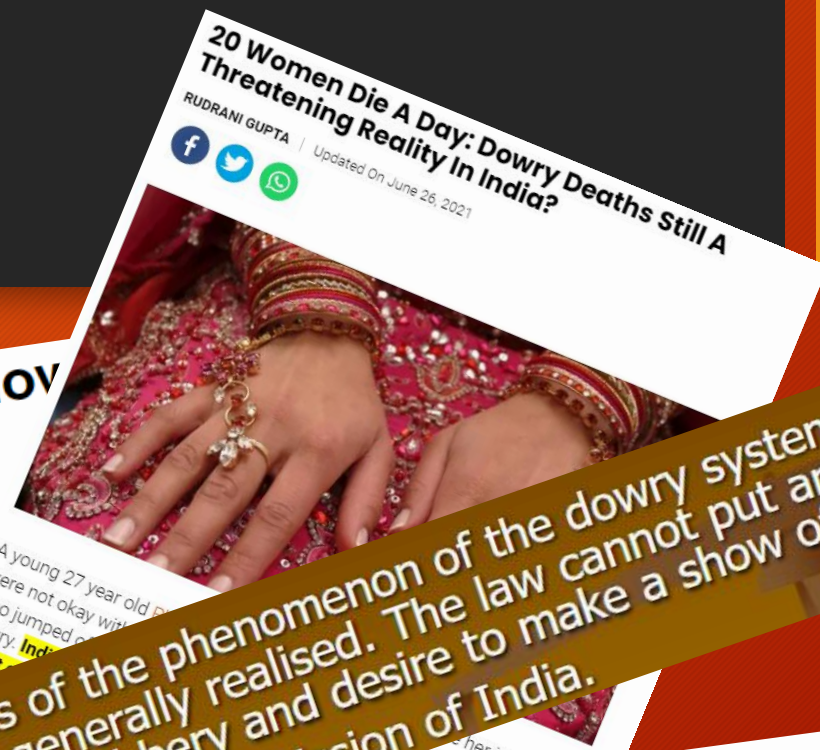 20 Women Die A Day: Dowry Deaths Still A
Threatening Reality In India?
RUDRANI GUPTA | Updated On June 26, 2021
A young 27 year old
were not okay with
jumped
Indi
of the phenomenon of the dowry system
generally realised. The law cannot put an
and desire to make a show of
of India.